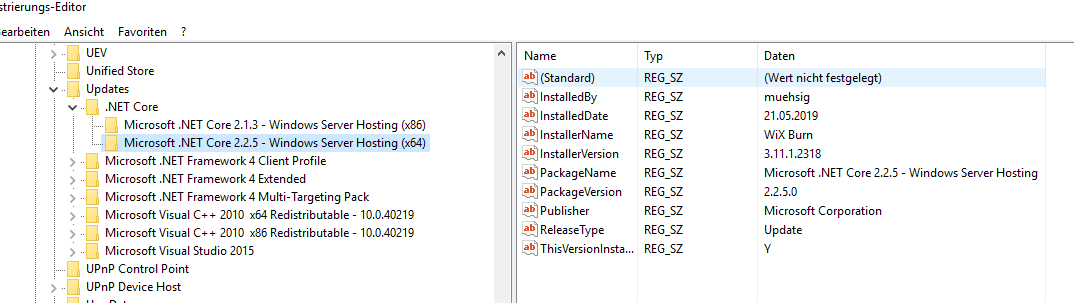 strierungs-Editor
earbeiten Ansicht Favoriten ?
UEV
Unified Store
Updates
.NET Core
Microsoft .NET Core 2.1.3 - Windows Server Hosting (x86)
Microsoft .NET Core 2.2.5 - Windows Server Hosting (x64)
Microsoft .NET Framework 4 Client Profile
Microsoft .NET Framework 4 Extended
Microsoft .NET Framework 4 Multi-Targeting Pack
Microsoft Visual C++ 2010 x64 Redistributable - 10.0.40219
Microsoft Visual C++ 2010 x86 Redistributable - 10.0.40219
Microsoft Visual Studio 2015
UPnP Control Point
UPnP Device Host
Name Typ Daten
(Standard) REG_SZ (Wert nicht festgelegt)
InstalledBy REG_SZ muehsig
InstalledDate REG_SZ 21.05.2019
InstallerName REG_SZ WiX Burn
InstallerVersion REG_SZ 3.11.1.2318
PackageName REG_SZ Microsoft .NET Core 2.2.5 - Windows Server Hosting
PackageVersion REG_SZ 2.2.5.0
Publisher REG_SZ Microsoft Corporation
ReleaseType REG_SZ Update
ThisVersionInsta... REG_SZ Y